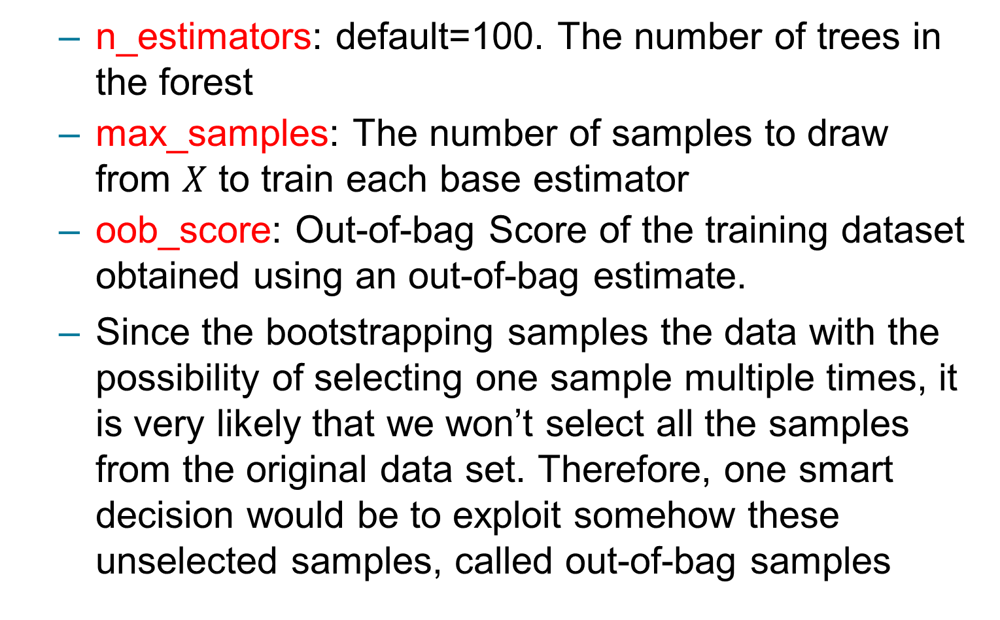 – n_estimators: default=100. The number of trees in
the forest
– max_samples: The number of samples to draw
from X to train each base estimator
– oob_score: Out-of-bag Score of the training dataset
obtained using an out-of-bag estimate.
– Since the bootstrapping samples the data with the
possibility of selecting one sample multiple times, it
is very likely that we won’t select all the samples
from the original data set. Therefore, one smart
decision would be to exploit somehow these
unselected samples, called out-of-bag samples